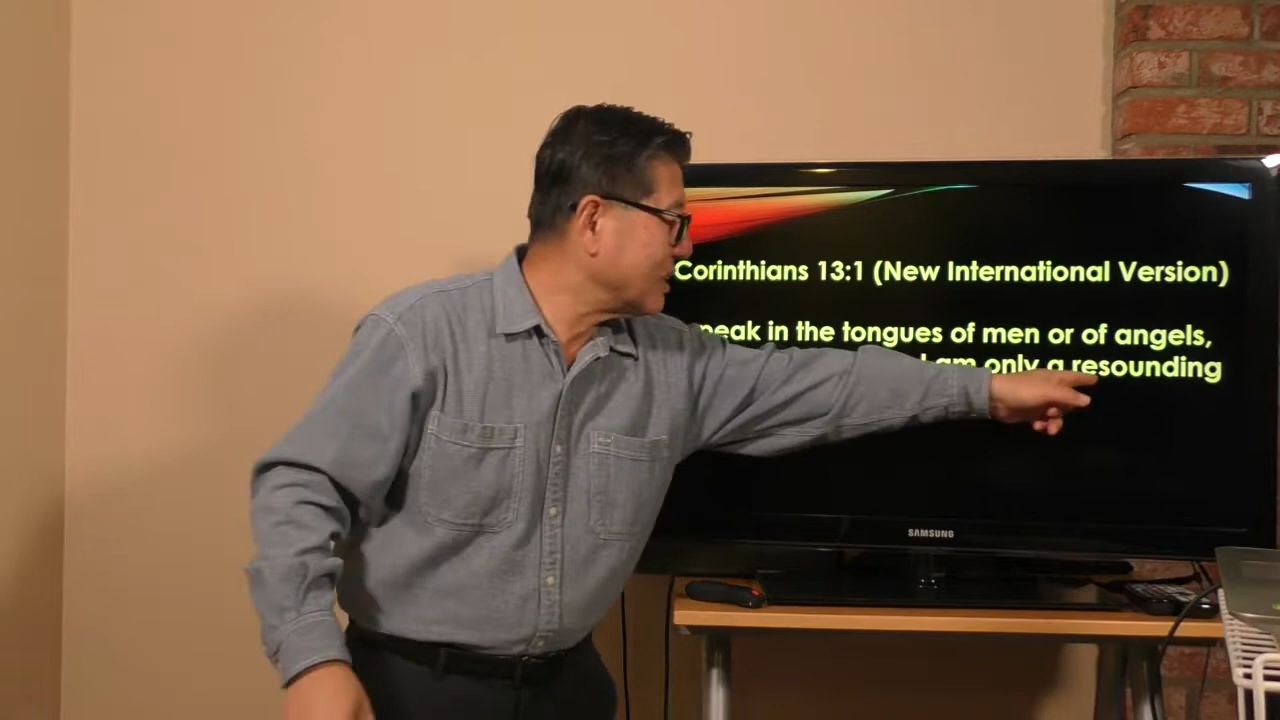 Corinthians 13:1 (New International Version)
peak in the tongues of men or of angels,
I am only a resounding
SAMSUNG